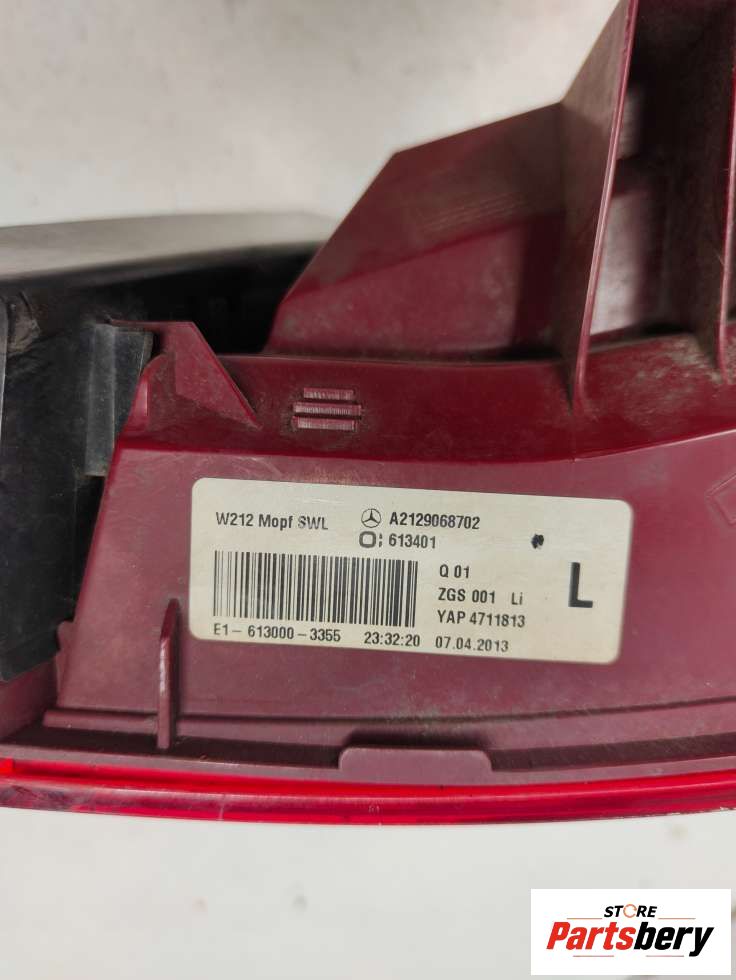 W212 Mopf SWL A2129068702
613401
Q 01
ZGS 001 Li
L
YAP 4711813
E1- 613000- 3355 23:32:20 07.04.2013
STORE
Partsbery